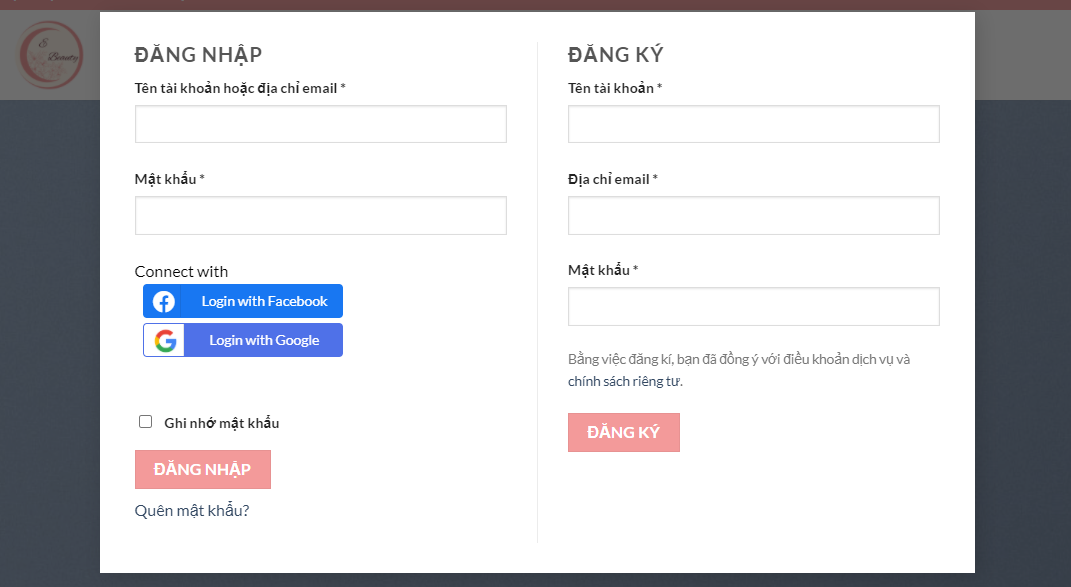 ĐĂNG NHẬP
Tên tài khoản hoặc địa chỉ email *
Mật khẩu *
Connect with
Login with Facebook
Login with Google
Ghi nhớ mật khẩu
ĐĂNG NHẬP
Quên mật khẩu?
ĐĂNG KÝ
Tên tài khoản *
Địa chỉ email *
Mật khẩu *
Bằng việc đăng kí, bạn đã đồng ý với điều khoản dịch vụ và
chính sách riêng tư.
ĐĂNG KÝ
S
Beauty